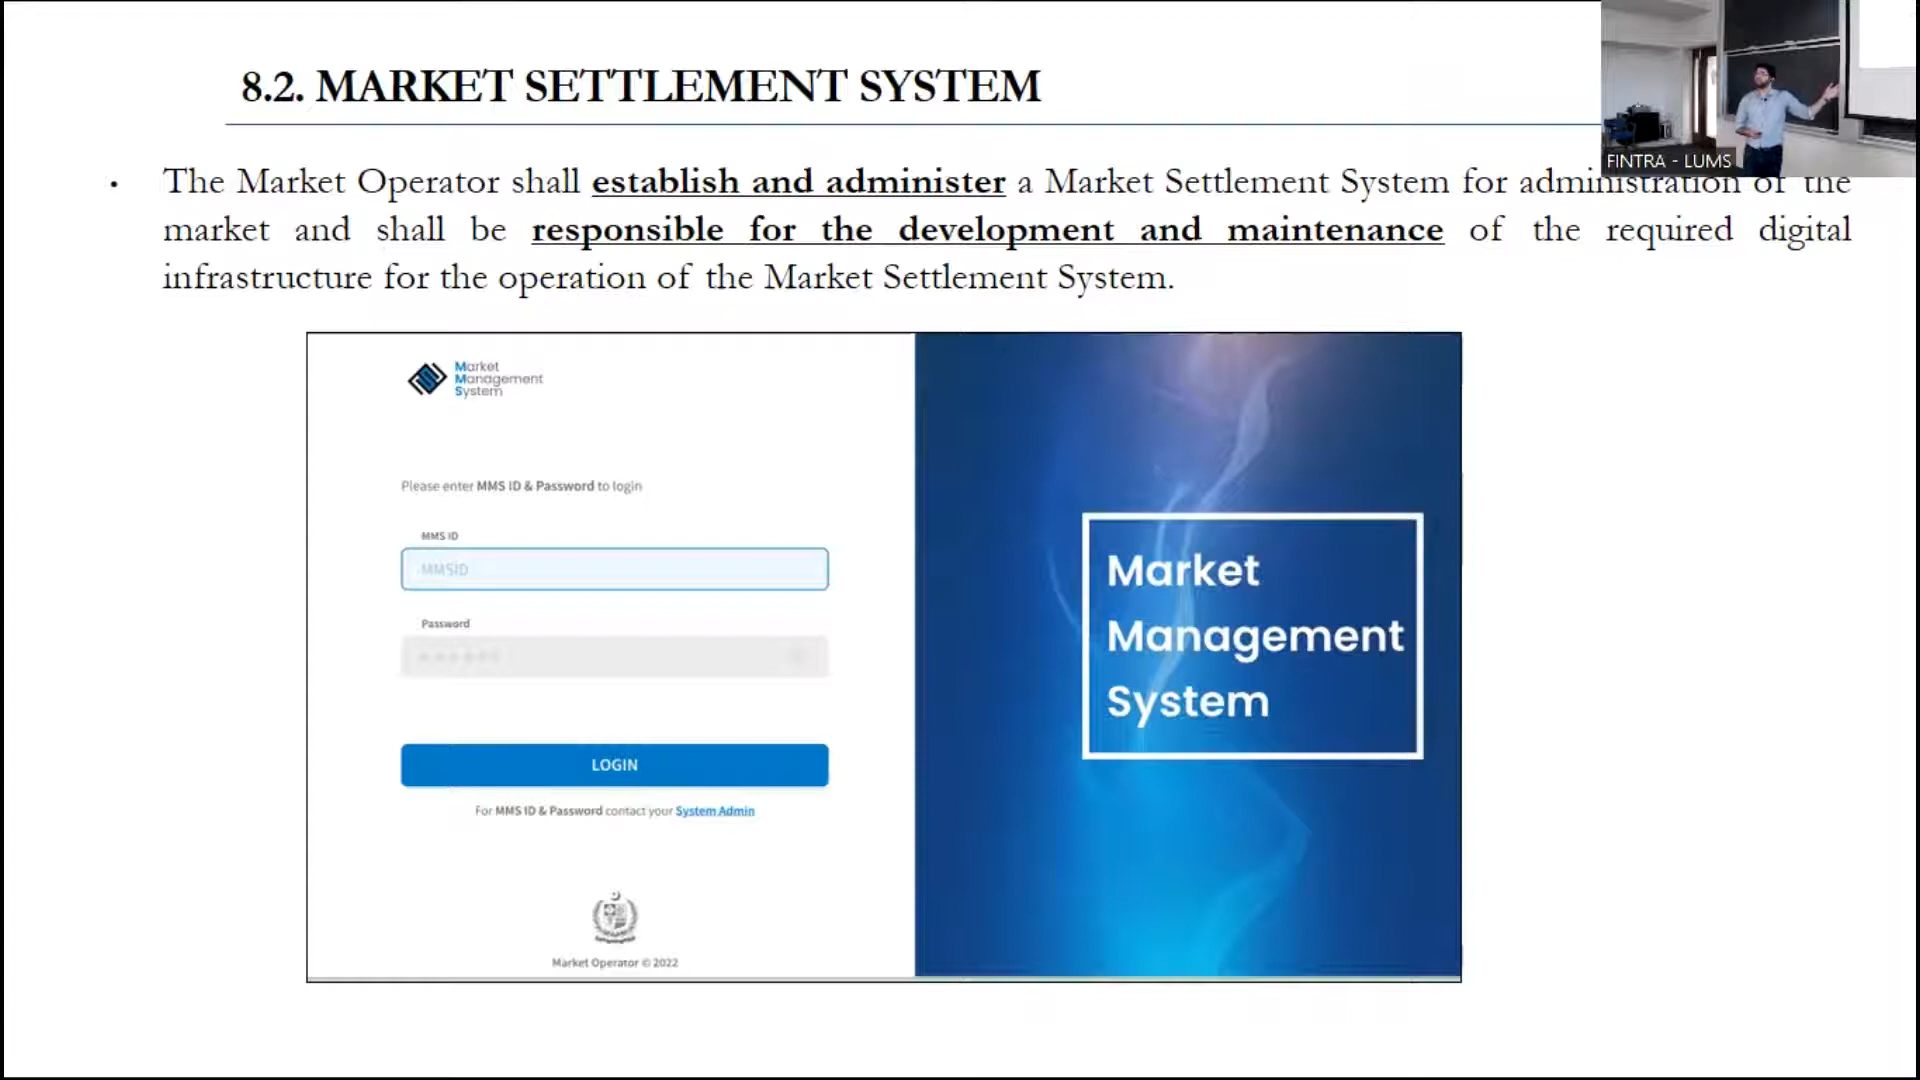 8.2. MARKET SETTLEMENT SYSTEM
FINTRA - LUMS
• The Market Operator shall establish and administer a Market Settlement System for administration of the
market and shall be responsible for the development and maintenance of the required digital
infrastructure for the operation of the Market Settlement System.
Market
Management
System
Please enter MMS ID & Password to login
MMS ID
MMSID
Password
LOGIN
For MMS ID & Password contact your System Admin
Market Operator © 2022
Market
Management
System